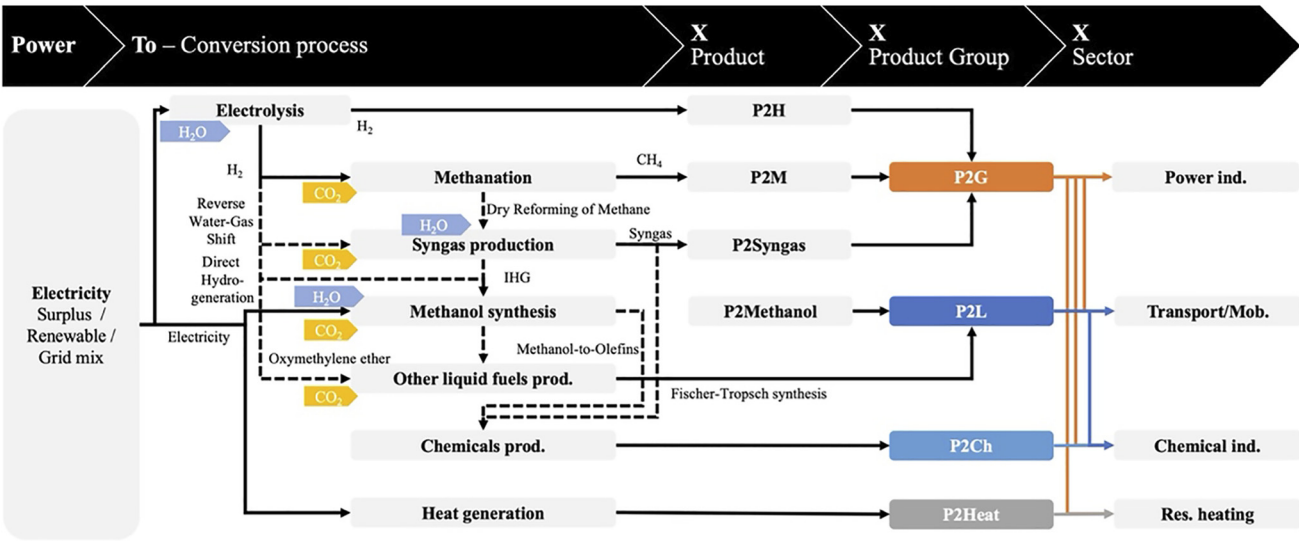 Power
To – Conversion process
X
Product
X
Product Group
X
Sector
Electrolysis
H₂O
H₂
P2H
H₂
CO₂
Methanation
CH₄
P2M
P2G
Power ind.
Reverse
Water-Gas
Shift
Dry Reforming of Methane
H₂O
CO₂
Syngas production
Syngas
P2Syngas
Direct
Hydro-
generation
IHG
Electricity
Surplus /
Renewable /
Grid mix
Electricity
H₂O
CO₂
Methanol synthesis
P2Methanol
P2L
Transport/Mob.
Methanol-to-Olefins
Oxymethylene ether
CO₂
Other liquid fuels prod.
Fischer-Tropsch synthesis
Chemicals prod.
P2Ch
Chemical ind.
Heat generation
P2Heat
Res. heating